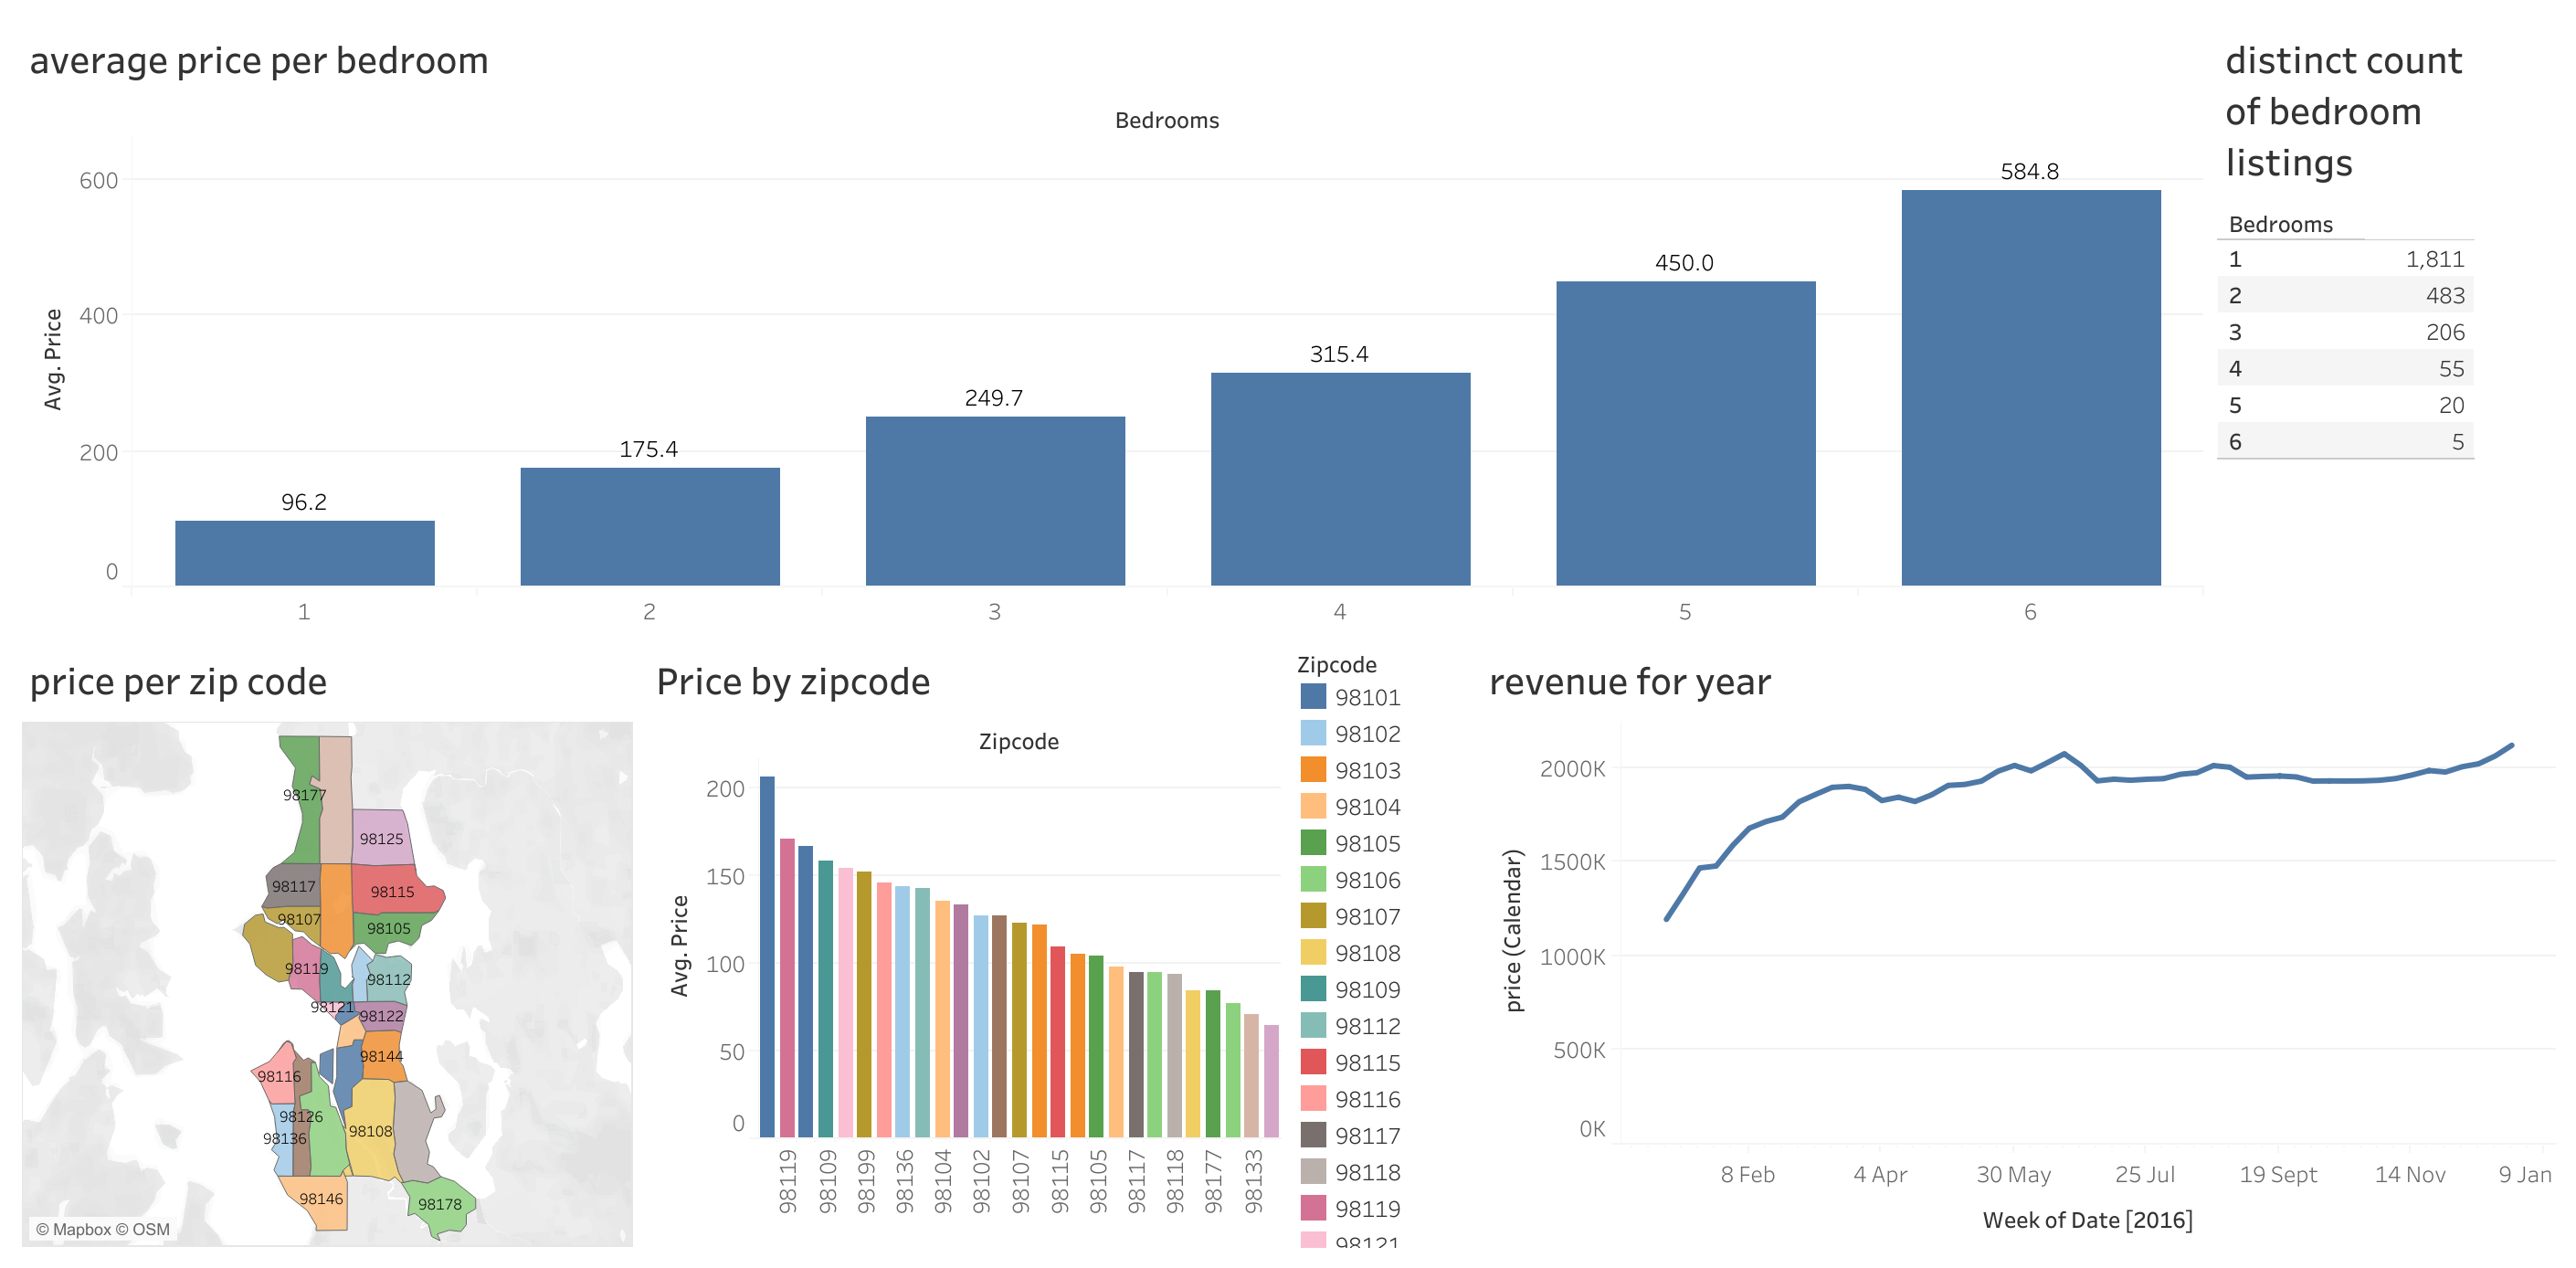 average price per bedroom
Bedrooms
Avg. Price
600
400
200
0
96.2
175.4
249.7
315.4
450.0
584.8
1
2
3
4
5
6
distinct count
of bedroom
listings
Bedrooms
1 1,811
2 483
3 206
4 55
5 20
6 5
price per zip code
98177
98125
98117
98115
98107
98105
98119
98112
98121
98122
98144
98116
98126
98136
98108
98146
98178
© Mapbox © OSM
Price by zipcode
Zipcode
Avg. Price
200
150
100
50
0
98119
98109
98199
98136
98104
98102
98107
98115
98105
98117
98118
98177
98133
Zipcode
98101
98102
98103
98104
98105
98106
98107
98108
98109
98112
98115
98116
98117
98118
98119
98121
revenue for year
price (Calendar)
2000K
1500K
1000K
500K
0K
8 Feb
4 Apr
30 May
25 Jul
19 Sept
14 Nov
9 Jan
Week of Date [2016]